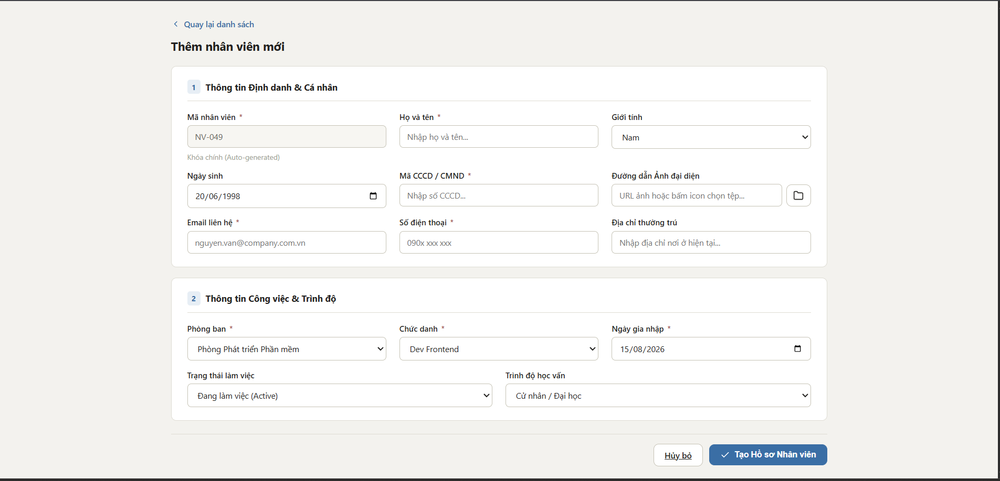 Quay lại danh sách
Thêm nhân viên mới
1 Thông tin Định danh & Cá nhân
Mã nhân viên * Họ và tên * Giới tính
NV-049 Nhập họ và tên... Nam
Khóa chính (Auto-generated)
Ngày sinh Mã CCCD / CMND * Đường dẫn Ảnh đại diện
20/06/1998 Nhập số CCCD... URL ảnh hoặc bấm icon chọn tệp...
Email liên hệ * Số điện thoại * Địa chỉ thường trú
nguyen.van@company.com.vn 090x xxx xxx Nhập địa chỉ nơi ở hiện tại...
2 Thông tin Công việc & Trình độ
Phòng ban * Chức danh * Ngày gia nhập *
Phòng Phát triển Phần mềm Dev Frontend 15/08/2026
Trạng thái làm việc Trình độ học vấn
Đang làm việc (Active) Cử nhân / Đại học
Hủy bỏ Tạo Hồ sơ Nhân viên